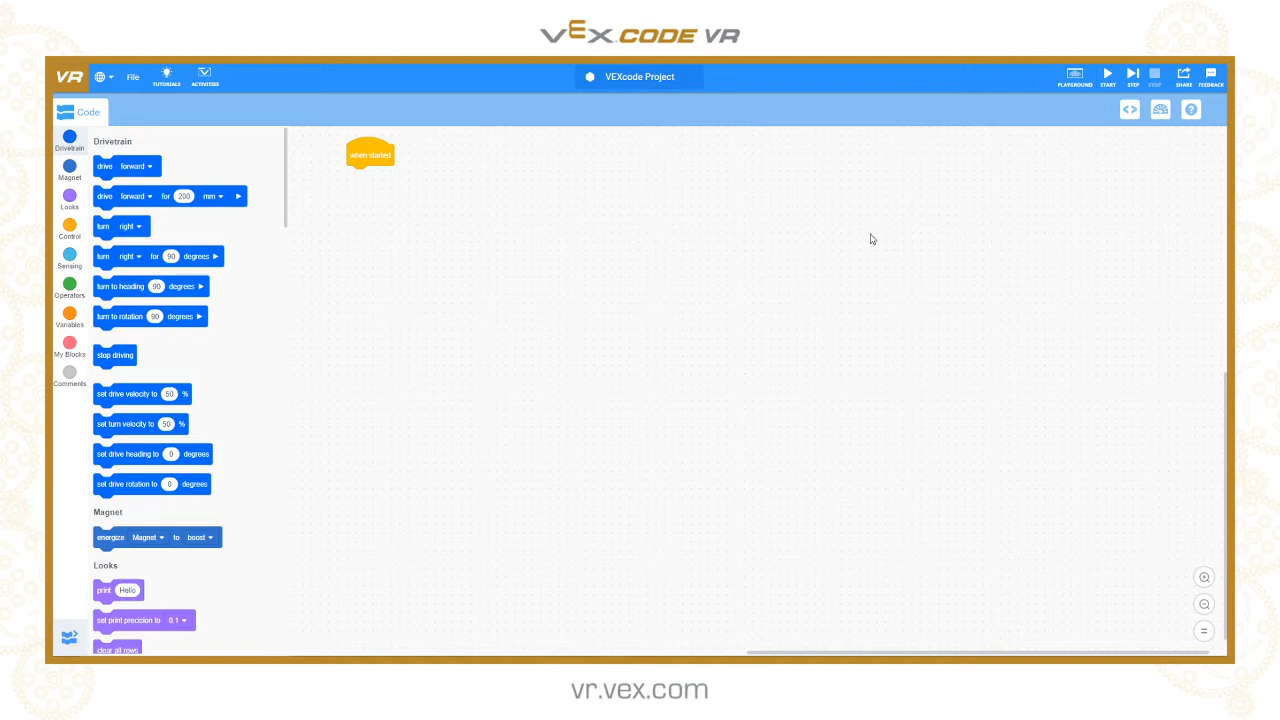 VEX CODE VR
VR File TUTORIALS ACTIVITIES VEXcode Project PLAYGROUND START STEP STOP SHARE FEEDBACK
Code
Drivetrain
Magnet
Looks
Control
Sensing
Operators
Variables
My Blocks
Comments
Drivetrain
drive forward
drive forward for 200 mm
turn right
turn right for 90 degrees
turn to heading 90 degrees
turn to rotation 90 degrees
stop driving
set drive velocity to 50 %
set turn velocity to 50 %
set drive heading to 0 degrees
set drive rotation to 0 degrees
Magnet
energize Magnet to boost
Looks
print Hello
set print precision to 0.1
clear all rows
when started
vr.vex.com